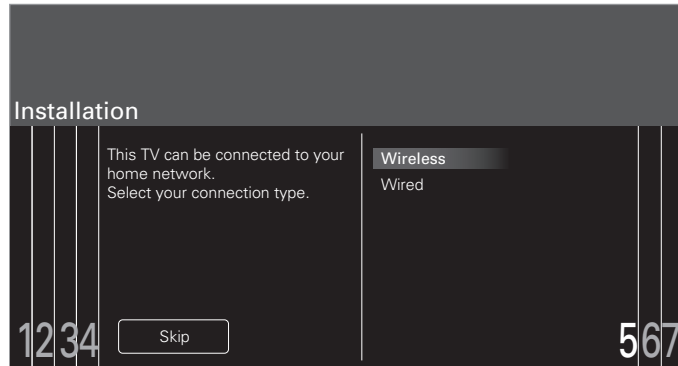 Installation
This TV can be connected to your
home network.
Select your connection type.
Wireless
Wired
Skip
1234
567